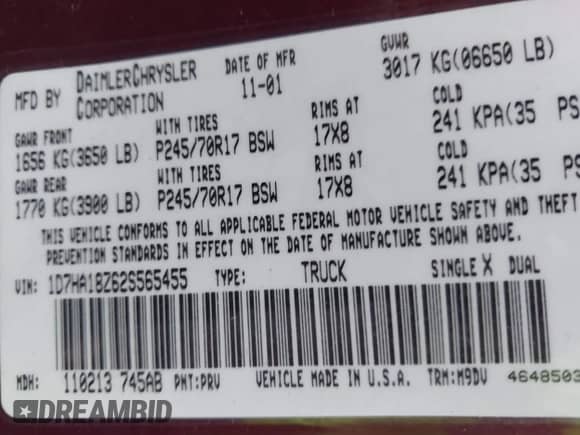 MFD BY DAIMLERCHRYSLER CORPORATION DATE OF MFR 11-01 GVWR 3017 KG(06650 LB)
GAWR FRONT WITH TIRES RIMS AT COLD
1656 KG(3650 LB) P245/70R17 BSW 17X8 241 KPA(35 PS
GAWR REAR WITH TIRES RIMS AT COLD
1770 KG(3900 LB) P245/70R17 BSW 17X8 241 KPA(35 PS
THIS VEHICLE CONFORMS TO ALL APPLICABLE FEDERAL MOTOR VEHICLE SAFETY AND THEFT
PREVENTION STANDARDS IN EFFECT ON THE DATE OF MANUFACTURE SHOWN ABOVE.
VIN: 1D7HA18Z62S565455 TYPE: TRUCK SINGLE X DUAL
MDH: 110213 745AB PNT:PRV VEHICLE MADE IN U.S.A. TRM:M9DV 4648503
DREAMBID